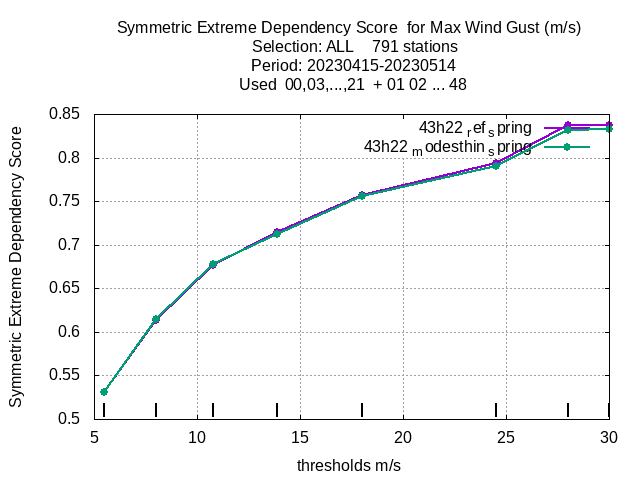 Symmetric Extreme Dependency Score  for Max Wind Gust (m/s)
Selection: ALL    791 stations
Period: 20230415-20230514
Used  00,03,...,21  + 01 02 ... 48
Symmetric Extreme Dependency Score
0.85
0.8
0.75
0.7
0.65
0.6
0.55
0.5
43h22 ref spring
43h22 modesthin spring
5 10 15 20 25 30
thresholds m/s